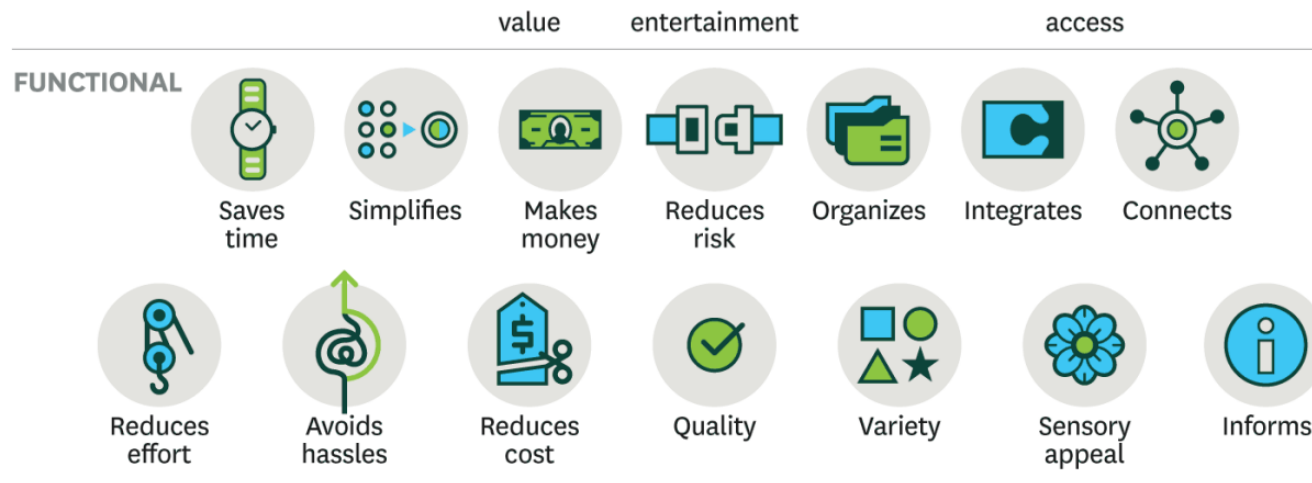 value entertainment access
FUNCTIONAL
Saves time
Simplifies
Makes money
Reduces risk
Organizes
Integrates
Connects
Reduces effort
Avoids hassles
Reduces cost
Quality
Variety
Sensory appeal
Informs